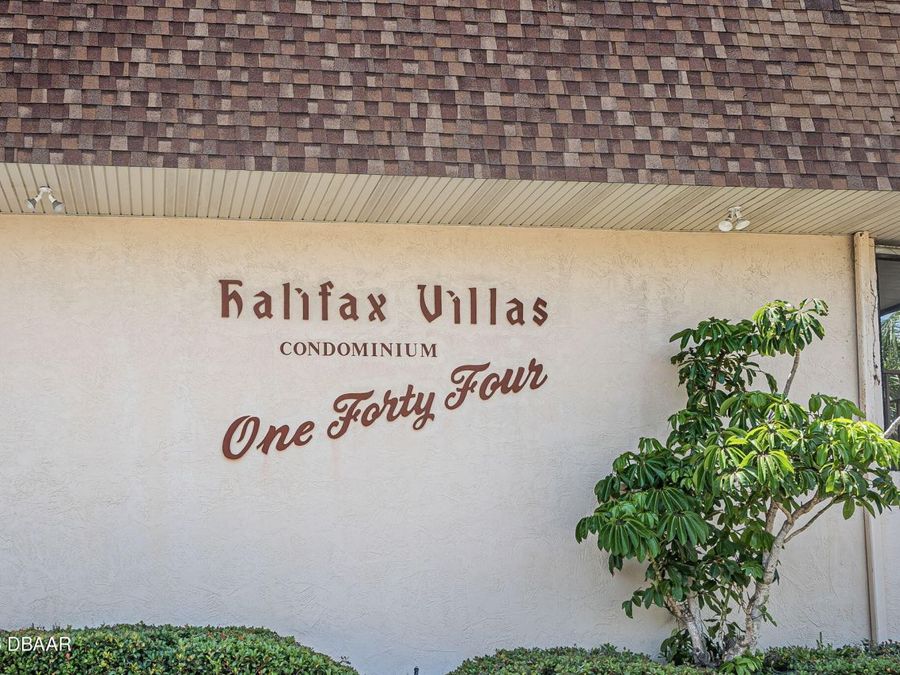 Halifax Villas
CONDOMINIUM
One Forty Four
DBAAR